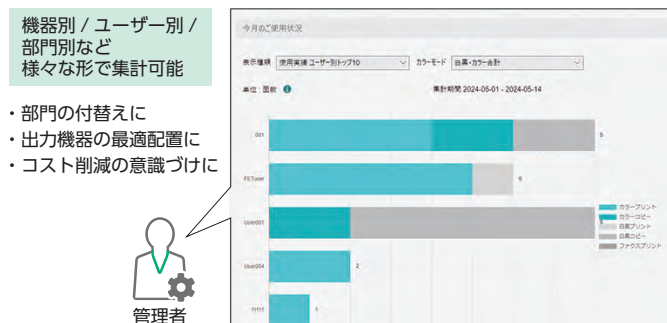 機器別 / ユーザー別 /
部門別など
様々な形で集計可能
・部門の付替えに
・出力機器の最適配置に
・コスト削減の意識づけに
管理者
今月のご使用状況
表示種類 使用実績 ユーザー別トップ10 カラーモード 白黒・カラー合計
単位：面数 集計期間 2024-05-01 - 2024-05-14
001
8
FETuser
6
User001
8
User004
2
11111
1
カラープリント
カラーコピー
白黒プリント
白黒コピー
ファクスプリント